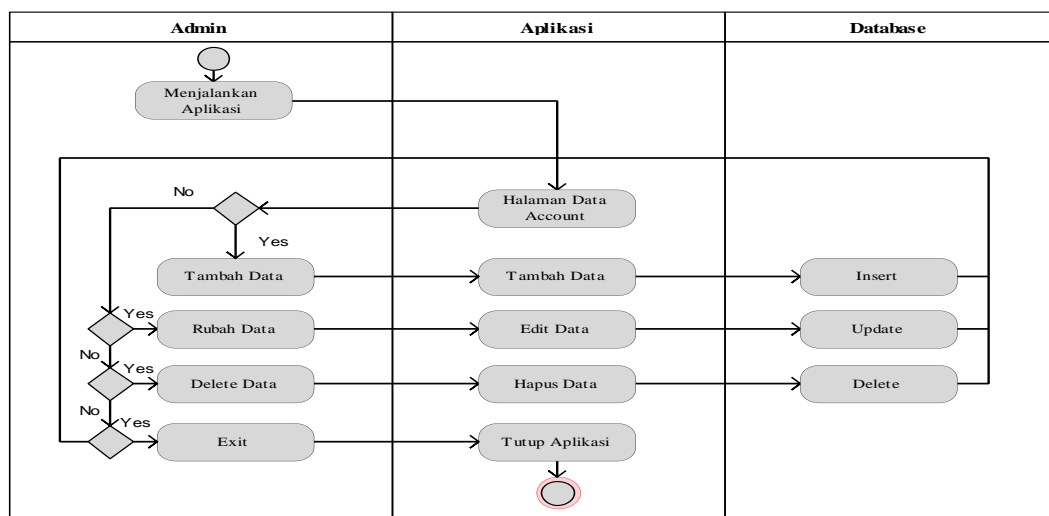 Admin
Aplikasi
Database
Menjalankan
Aplikasi
Halaman Data
Account
No
Yes
Tambah Data
Tambah Data
Insert
Yes
Rubah Data
Edit Data
Update
No
Yes
Delete Data
Hapus Data
Delete
No
Yes
Exit
Tutup Aplikasi